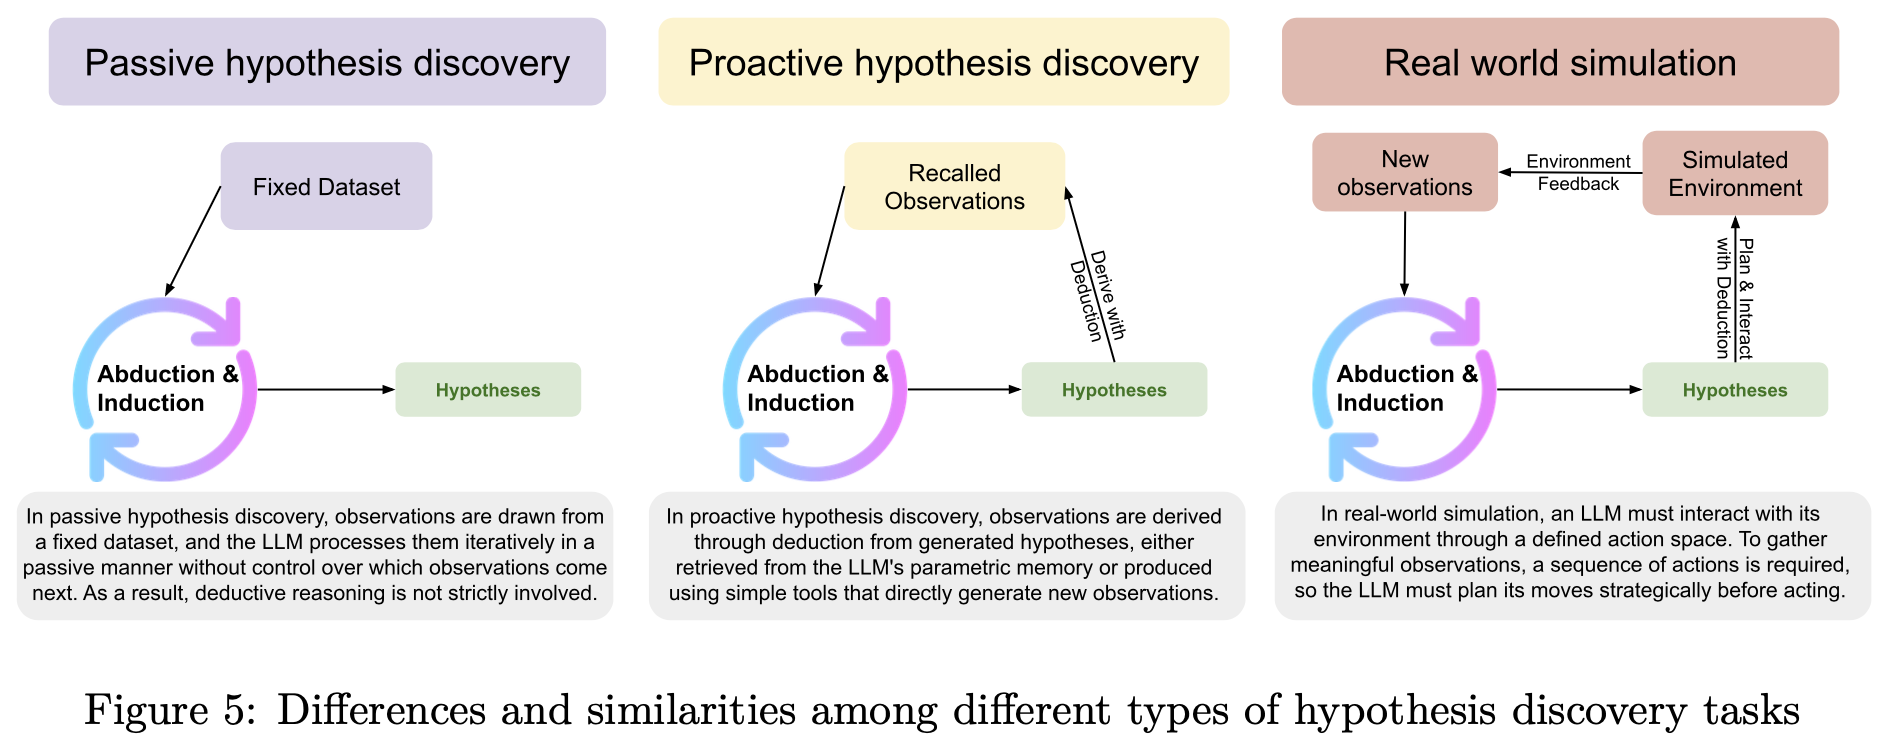 Passive hypothesis discovery
Fixed Dataset
Abduction &
Induction
Hypotheses
In passive hypothesis discovery, observations are drawn from
a fixed dataset, and the LLM processes them iteratively in a
passive manner without control over which observations come
next. As a result, deductive reasoning is not strictly involved.
Proactive hypothesis discovery
Recalled
Observations
Derive with
Deduction
Abduction &
Induction
Hypotheses
In proactive hypothesis discovery, observations are derived
through deduction from generated hypotheses, either
retrieved from the LLM's parametric memory or produced
using simple tools that directly generate new observations.
Real world simulation
New
observations
Environment
Feedback
Simulated
Environment
Plan & Interact
with Deduction
Abduction &
Induction
Hypotheses
In real-world simulation, an LLM must interact with its
environment through a defined action space. To gather
meaningful observations, a sequence of actions is required,
so the LLM must plan its moves strategically before acting.
Figure 5: Differences and similarities among different types of hypothesis discovery tasks